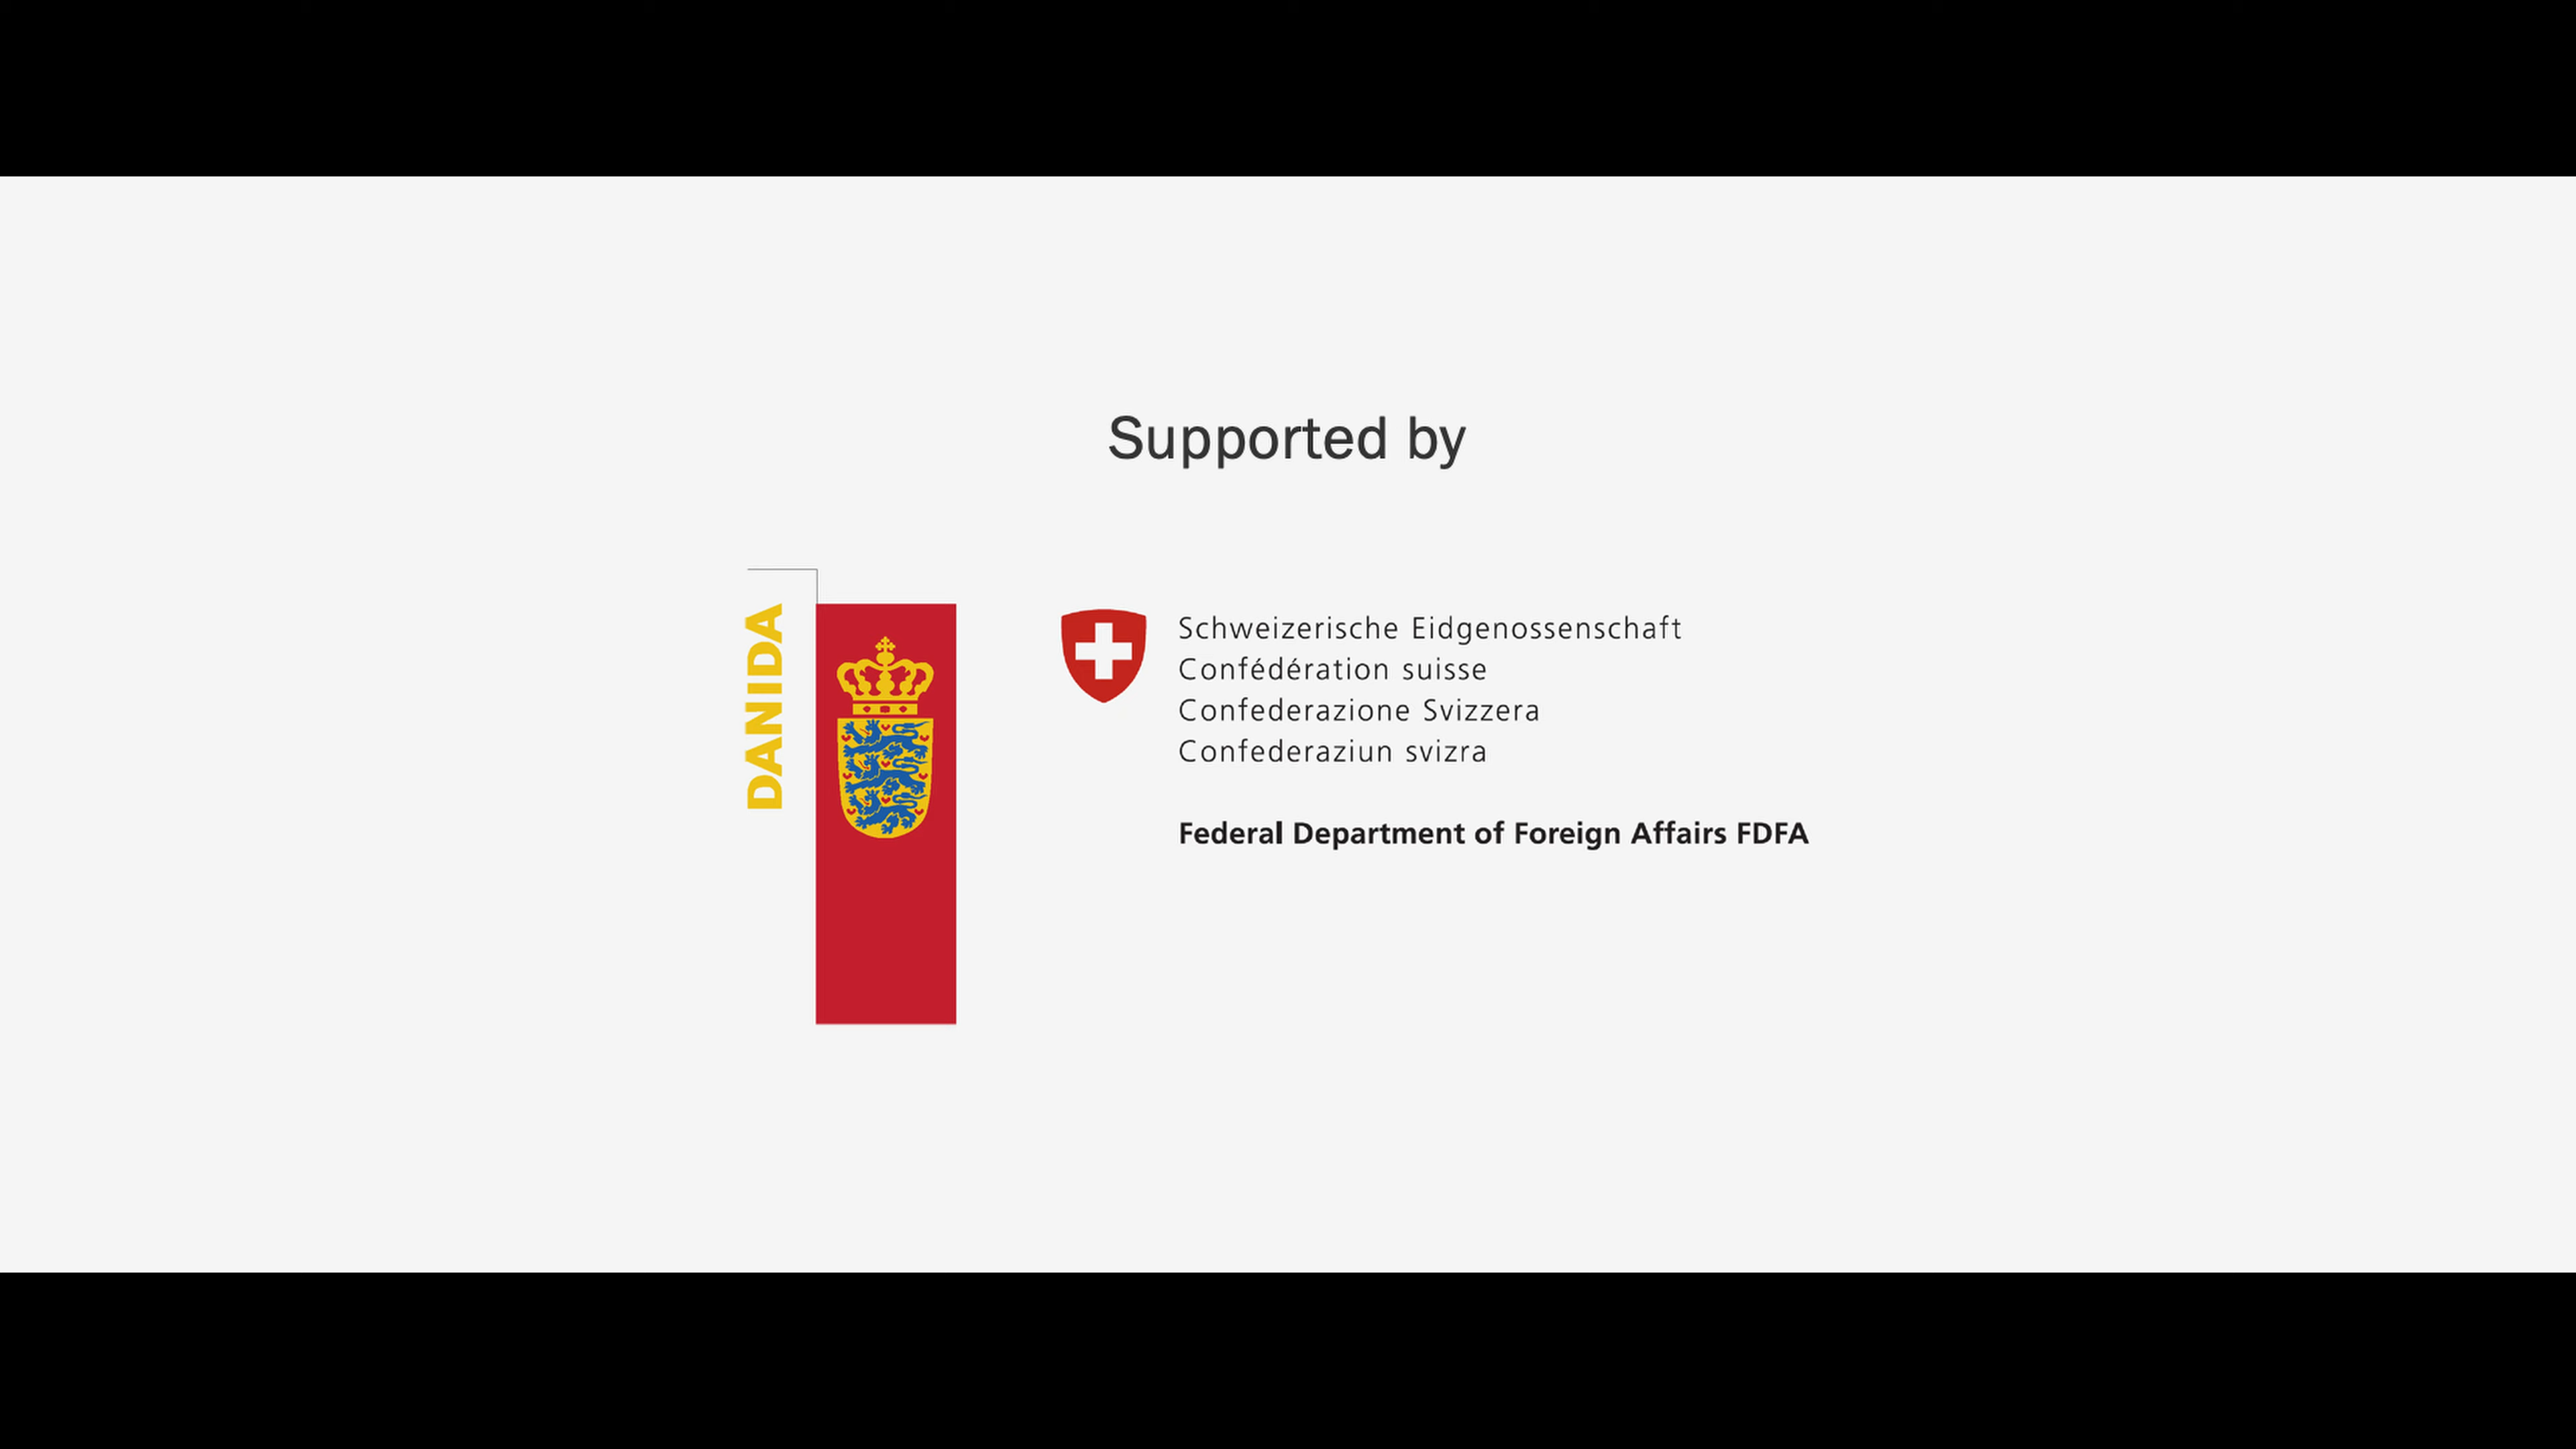 Supported by
DANIDA
Schweizerische Eidgenossenschaft
Confédération suisse
Confederazione Svizzera
Confederaziun svizra
Federal Department of Foreign Affairs FDFA